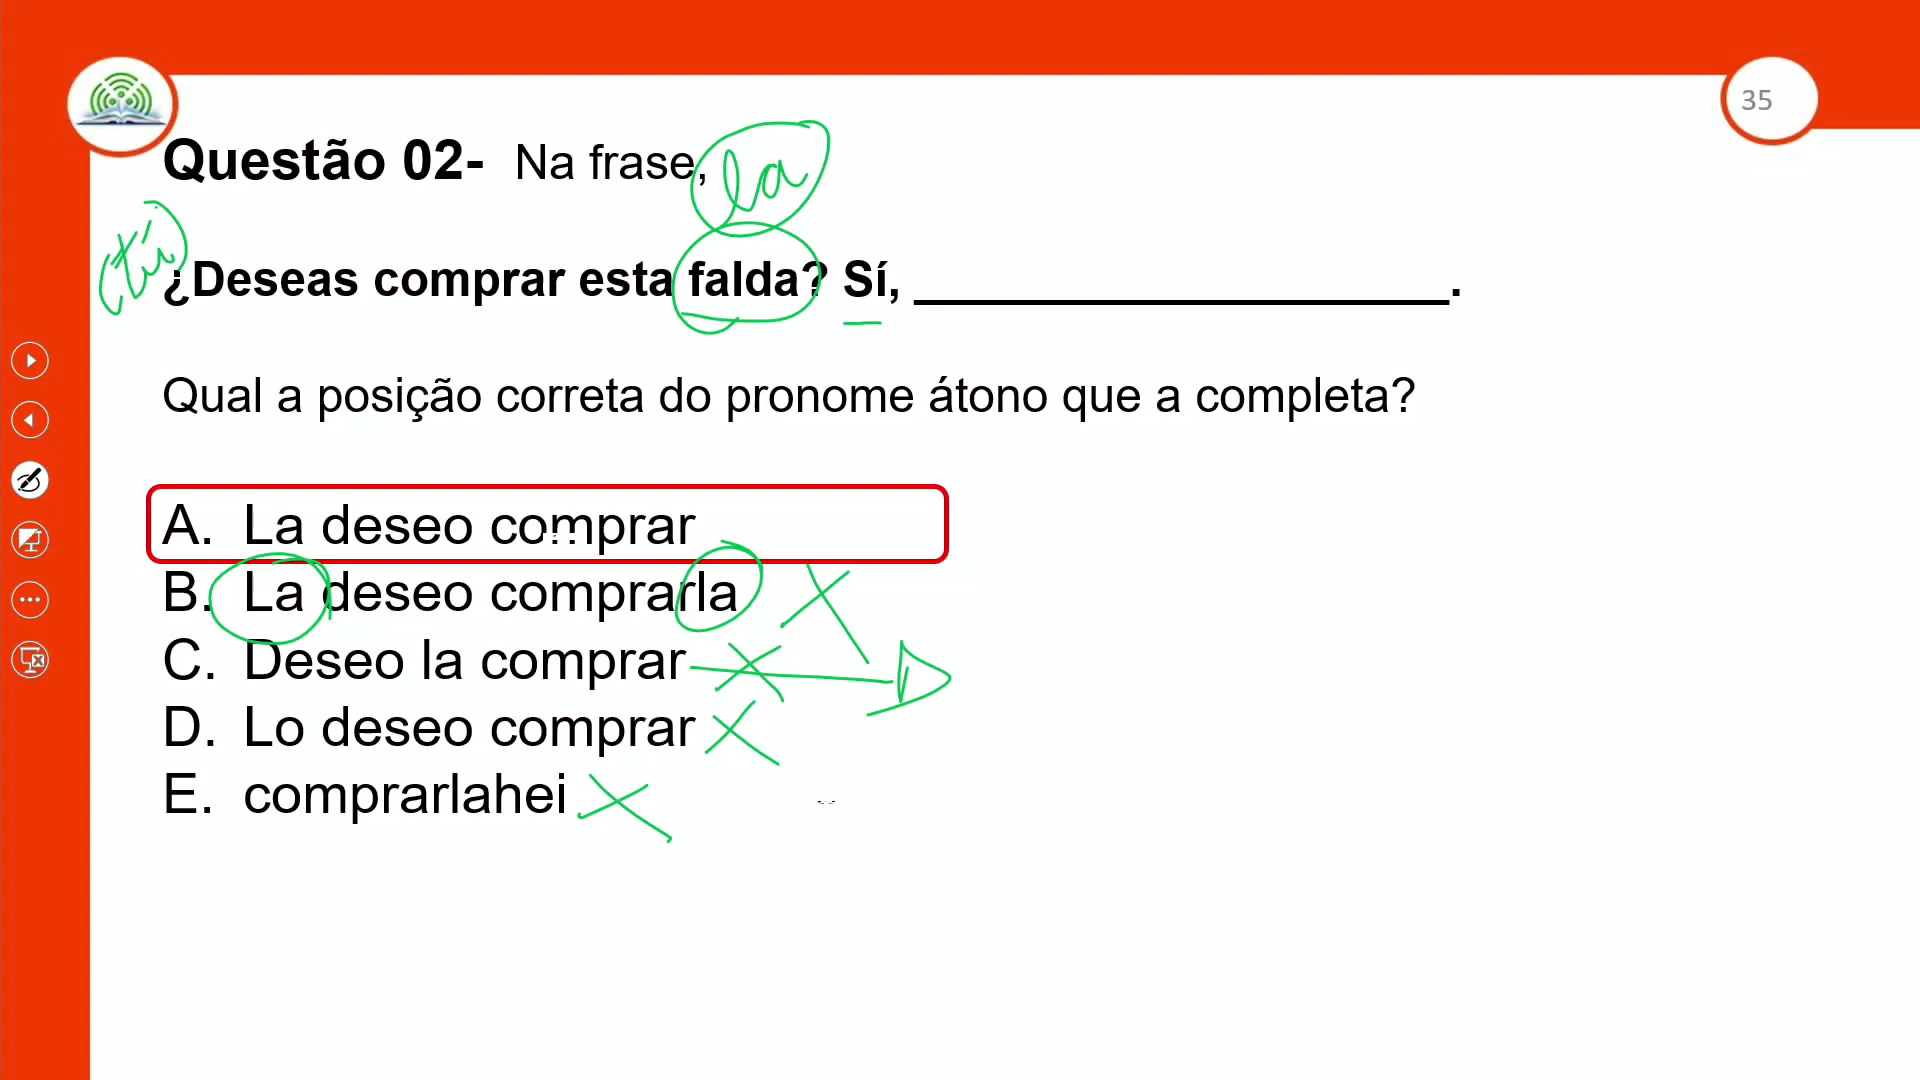 35
Questão 02- Na frase, la
(tú)
¿Deseas comprar esta falda? Sí, ____________________.
Qual a posição correta do pronome átono que a completa?
A. La deseo comprar
B. La deseo comprarla
C. Deseo la comprar
D. Lo deseo comprar
E. comprarlahei